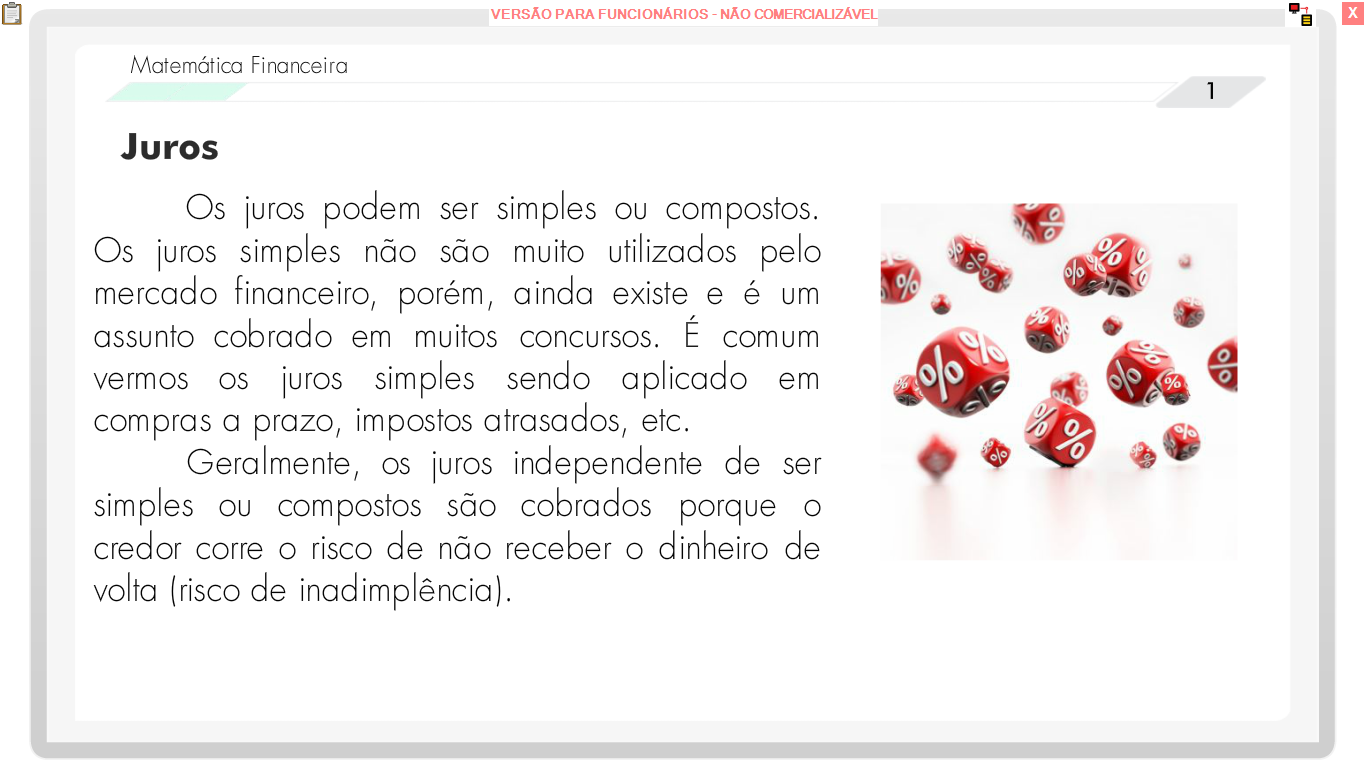 VERSÃO PARA FUNCIONÁRIOS - NÃO COMERCIALIZÁVEL
X
Matemática Financeira
1
Juros
Os juros podem ser simples ou compostos.
Os juros simples não são muito utilizados pelo
mercado financeiro, porém, ainda existe e é um
assunto cobrado em muitos concursos. É comum
vermos os juros simples sendo aplicado em
compras a prazo, impostos atrasados, etc.
Geralmente, os juros independente de ser
simples ou compostos são cobrados porque o
credor corre o risco de não receber o dinheiro de
volta (risco de inadimplência).